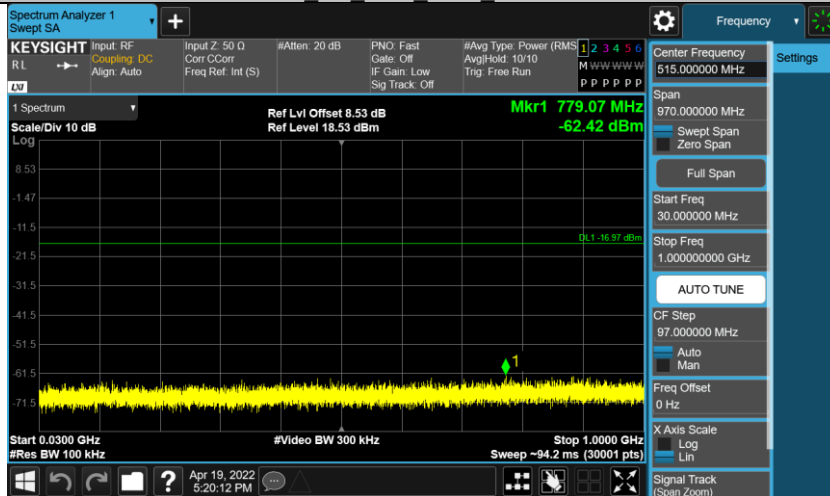 Spectrum Analyzer 1
Swept SA
Frequency
KEYSIGHT
RL
LXI
Input: RF
Coupling: DC
Align: Auto
Input Z: 50 Ω
Corr CCorr
Freq Ref: Int (S)
#Atten: 20 dB
PNO: Fast
Gate: Off
IF Gain: Low
Sig Track: Off
#Avg Type: Power (RMS
Avg|Hold: 10/10
Trig: Free Run
1 2 3 4 5 6
M W W W W W
P P P P P P
1 Spectrum
Scale/Div 10 dB
Log
Ref Lvl Offset 8.53 dB
Ref Level 18.53 dBm
Mkr1 779.07 MHz
-62.42 dBm
8.53
-1.47
-11.5
DL1 -16.97 dBm
-21.5
-31.5
-41.5
-51.5
1
-61.5
-71.5
Start 0.0300 GHz
#Res BW 100 kHz
#Video BW 300 kHz
Stop 1.0000 GHz
Sweep ~94.2 ms (30001 pts)
Apr 19, 2022
5:20:12 PM
Center Frequency
515.000000 MHz
Settings
Span
970.000000 MHz
Swept Span
Zero Span
Full Span
Start Freq
30.000000 MHz
Stop Freq
1.000000000 GHz
AUTO TUNE
CF Step
97.000000 MHz
Auto
Man
Freq Offset
0 Hz
X Axis Scale
Log
Lin
Signal Track
(Span Zoom)